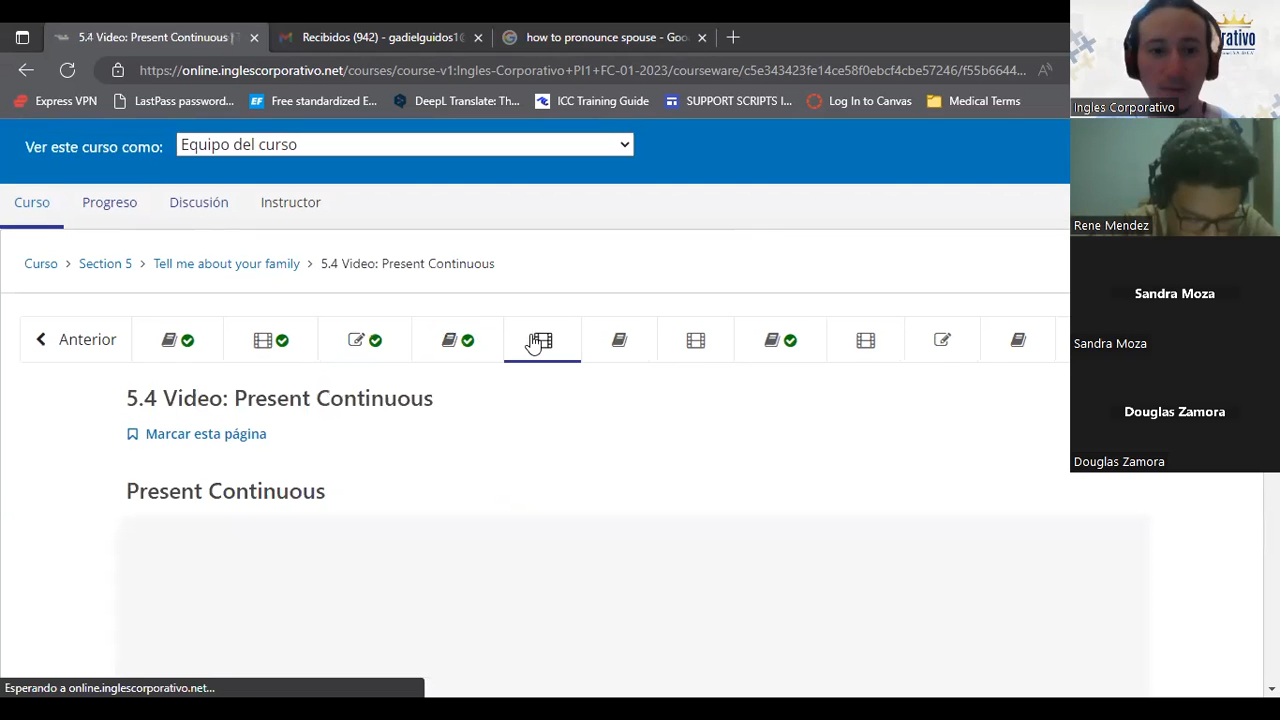 5.4 Video: Present Continuous |
Recibidos (942) - gadielguidos1
how to pronounce spouse - Goo
https://online.inglescorporativo.net/courses/course-v1:Ingles-Corporativo+PI1+FC-01-2023/courseware/c5e343423fe14ce58f0ebcf4cbe57246/f55b6644...
Express VPN
LastPass password...
EF Free standardized E...
DeepL Translate: Th...
ICC Training Guide
SUPPORT SCRIPTS I...
Log In to Canvas
Medical Terms
Ver este curso como:
Equipo del curso
Curso
Progreso
Discusión
Instructor
Curso > Section 5 > Tell me about your family > 5.4 Video: Present Continuous
Anterior
5.4 Video: Present Continuous
Marcar esta página
Present Continuous
Esperando a online.inglescorporativo.net...
Ingles Corporativo
Rene Mendez
Sandra Moza
Sandra Moza
Douglas Zamora
Douglas Zamora